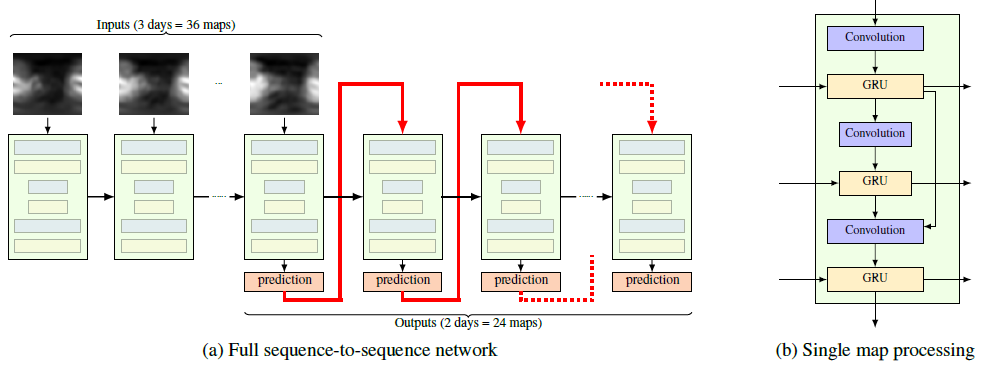 Inputs (3 days = 36 maps)
...
prediction
prediction
prediction
prediction
Outputs (2 days = 24 maps)
(a) Full sequence-to-sequence network
Convolution
GRU
Convolution
GRU
Convolution
GRU
(b) Single map processing